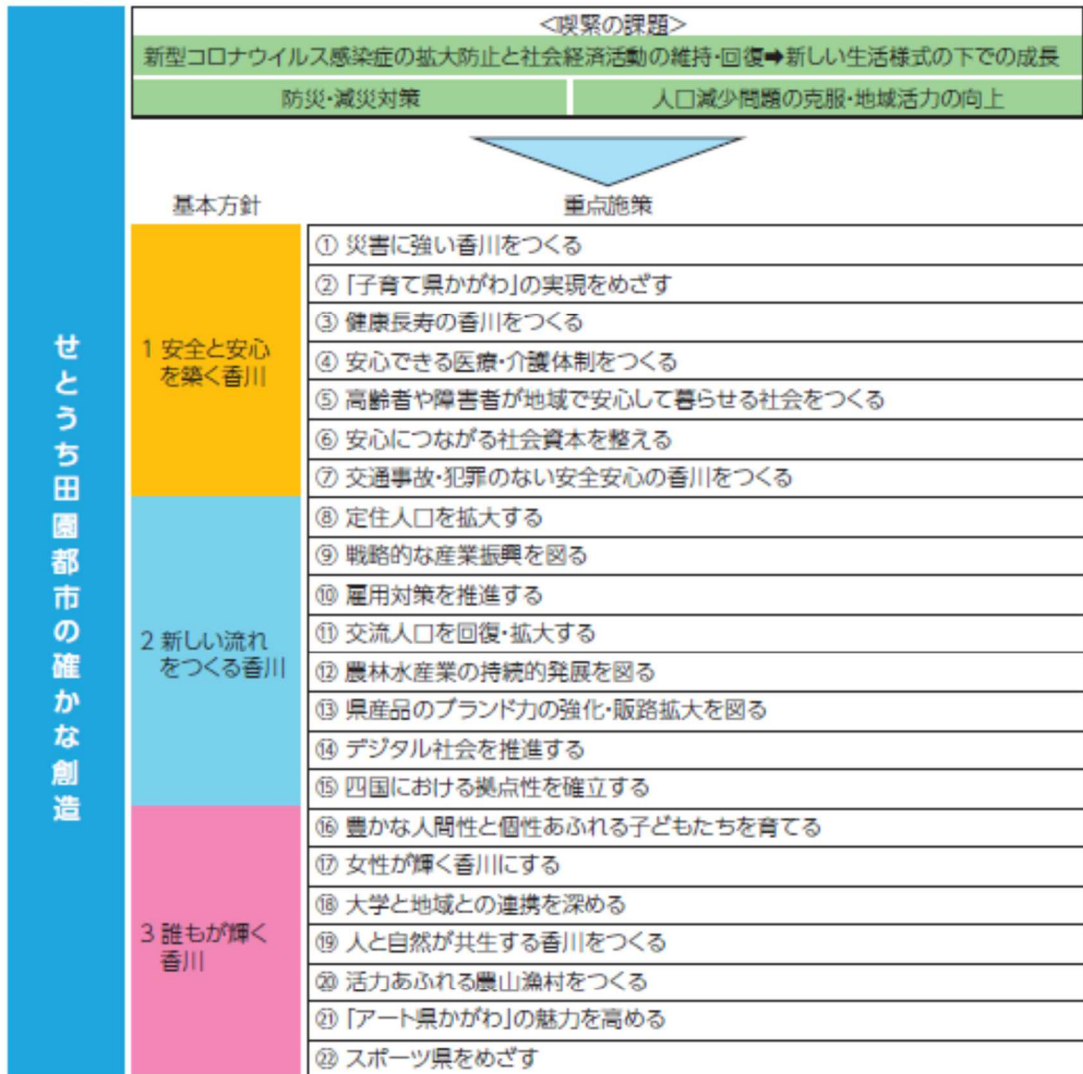 せとうち田園都市の確かな創造
<喫緊の課題>
新型コロナウイルス感染症の拡大防止と社会経済活動の維持・回復➡新しい生活様式の下での成長
防災・減災対策
人口減少問題の克服・地域活力の向上
基本方針
重点施策
1 安全と安心
を築く香川
① 災害に強い香川をつくる
② 「子育て県かがわ」の実現をめざす
③ 健康長寿の香川をつくる
④ 安心できる医療・介護体制をつくる
⑤ 高齢者や障害者が地域で安心して暮らせる社会をつくる
⑥ 安心につながる社会資本を整える
⑦ 交通事故・犯罪のない安全安心の香川をつくる
2 新しい流れ
をつくる香川
⑧ 定住人口を拡大する
⑨ 戦略的な産業振興を図る
⑩ 雇用対策を推進する
⑪ 交流人口を回復・拡大する
⑫ 農林水産業の持続的発展を図る
⑬ 県産品のブランド力の強化・販路拡大を図る
⑭ デジタル社会を推進する
⑮ 四国における拠点性を確立する
3 誰もが輝く
香川
⑯ 豊かな人間性と個性あふれる子どもたちを育てる
⑰ 女性が輝く香川にする
⑱ 大学と地域との連携を深める
⑲ 人と自然が共生する香川をつくる
⑳ 活力あふれる農山漁村をつくる
㉑ 「アート県かがわ」の魅力を高める
㉒ スポーツ県をめざす